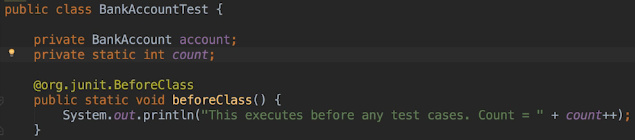 public class BankAccountTest {
private BankAccount account;
private static int count;
@org.junit.BeforeClass
public static void beforeClass() {
System.out.println("This executes before any test cases. Count = " + count++);
}